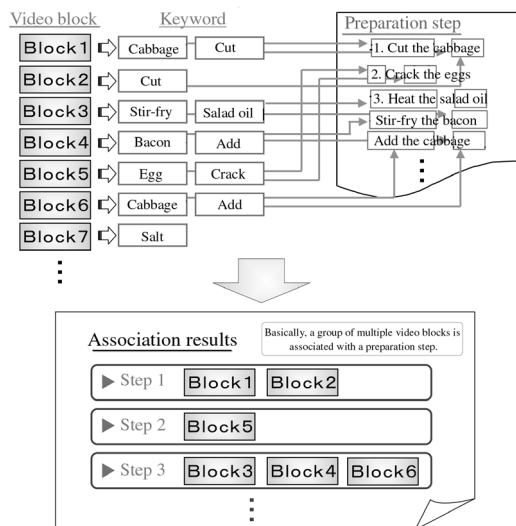 Video block Keyword Preparation step
Block1 Cabbage Cut 1. Cut the cabbage
Block2 Cut 2. Crack the eggs
Block3 Stir-fry Salad oil 3. Heat the salad oil
Stir-fry the bacon
Block4 Bacon Add Add the cabbage
Block5 Egg Crack
Block6 Cabbage Add
Block7 Salt
Association results
Basically, a group of multiple video blocks is
associated with a preparation step.
Step 1 Block1 Block2
Step 2 Block5
Step 3 Block3 Block4 Block6